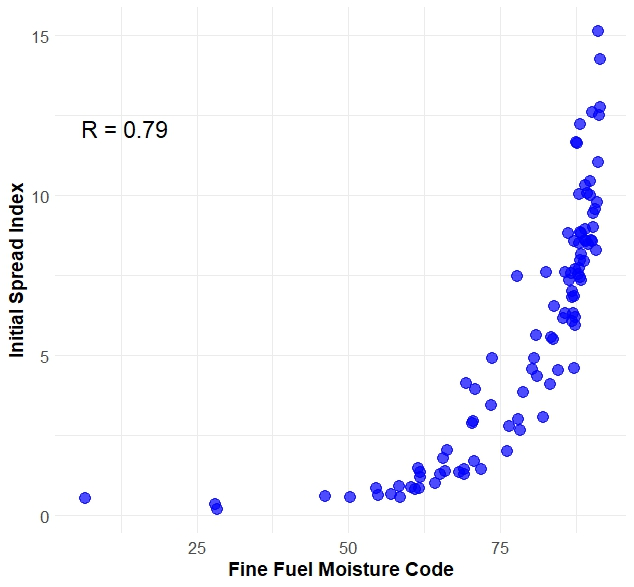 15
R = 0.79
10
Initial Spread Index
5
0
25 50 75
Fine Fuel Moisture Code